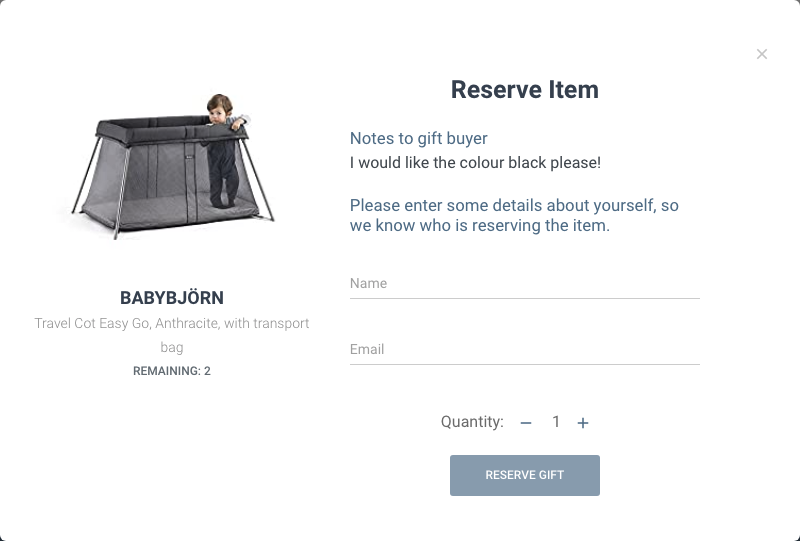 Reserve Item
Notes to gift buyer
I would like the colour black please!
Please enter some details about yourself, so
we know who is reserving the item.
Name
Email
Quantity: − 1 +
RESERVE GIFT
BABYBJÖRN
Travel Cot Easy Go, Anthracite, with transport
bag
REMAINING: 2